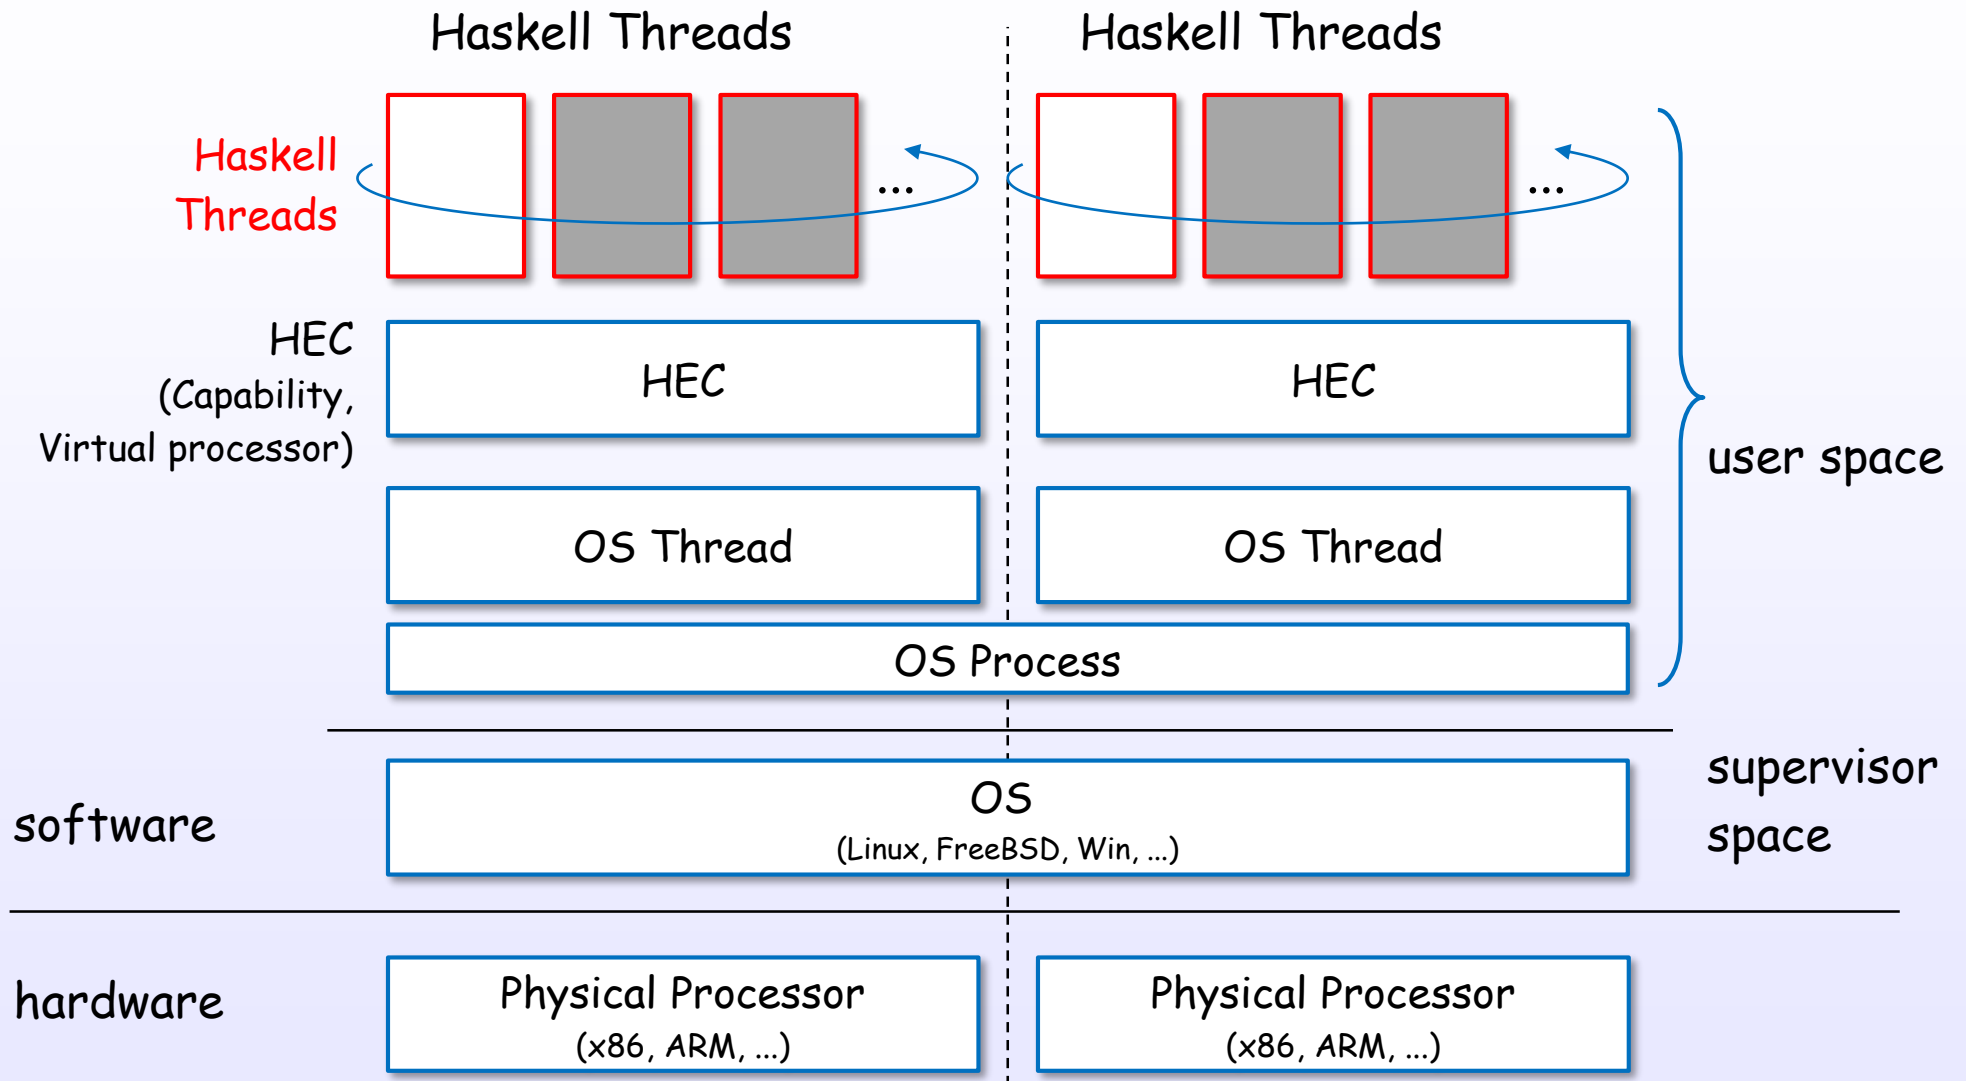 Haskell Threads
Haskell Threads
Haskell
Threads
...
...
HEC
(Capability,
Virtual processor)
HEC
HEC
user space
OS Thread
OS Thread
OS Process
supervisor
space
software
OS
(Linux, FreeBSD, Win, ...)
hardware
Physical Processor
(x86, ARM, ...)
Physical Processor
(x86, ARM, ...)